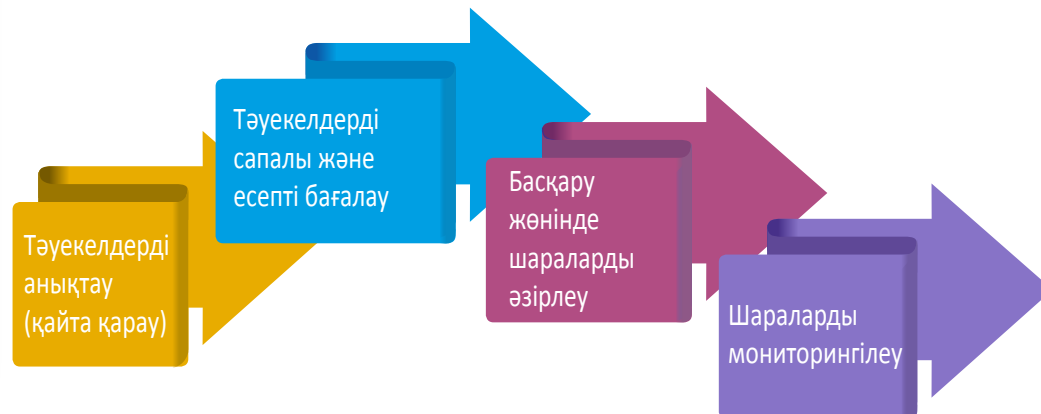 Тәуекелдерді
анықтау
(қайта қарау)
Тәуекелдерді
сапалы және
есепті бағалау
Басқару
жөнінде
шараларды
әзірлеу
Шараларды
мониторингілеу